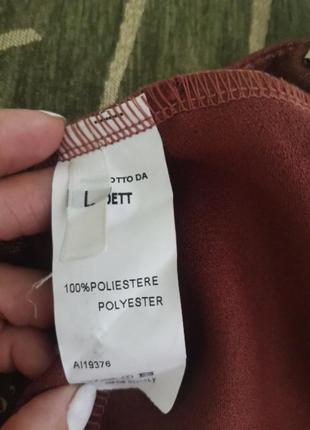 OTTO DA
L DETT
100%POLIESTERE
POLYESTER
AI19376